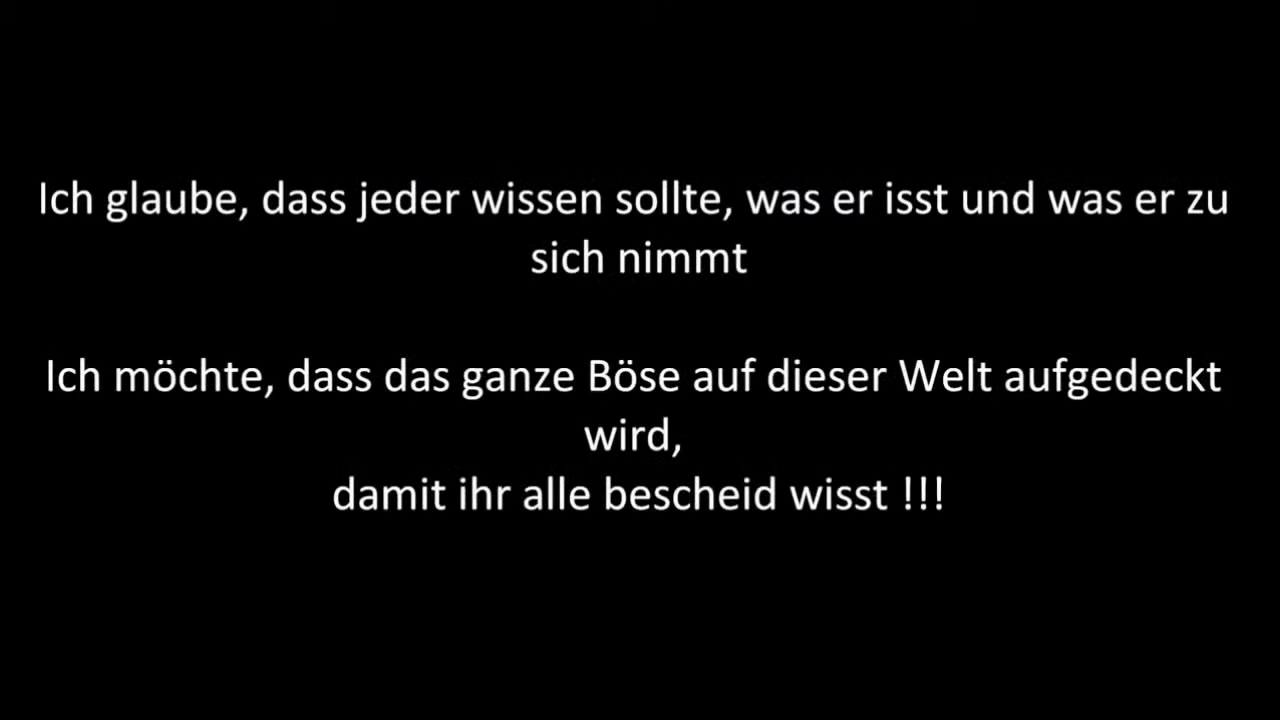 Ich glaube, dass jeder wissen sollte, was er isst und was er zu
sich nimmt
Ich möchte, dass das ganze Böse auf dieser Welt aufgedeckt
wird,
damit ihr alle bescheid wisst !!!